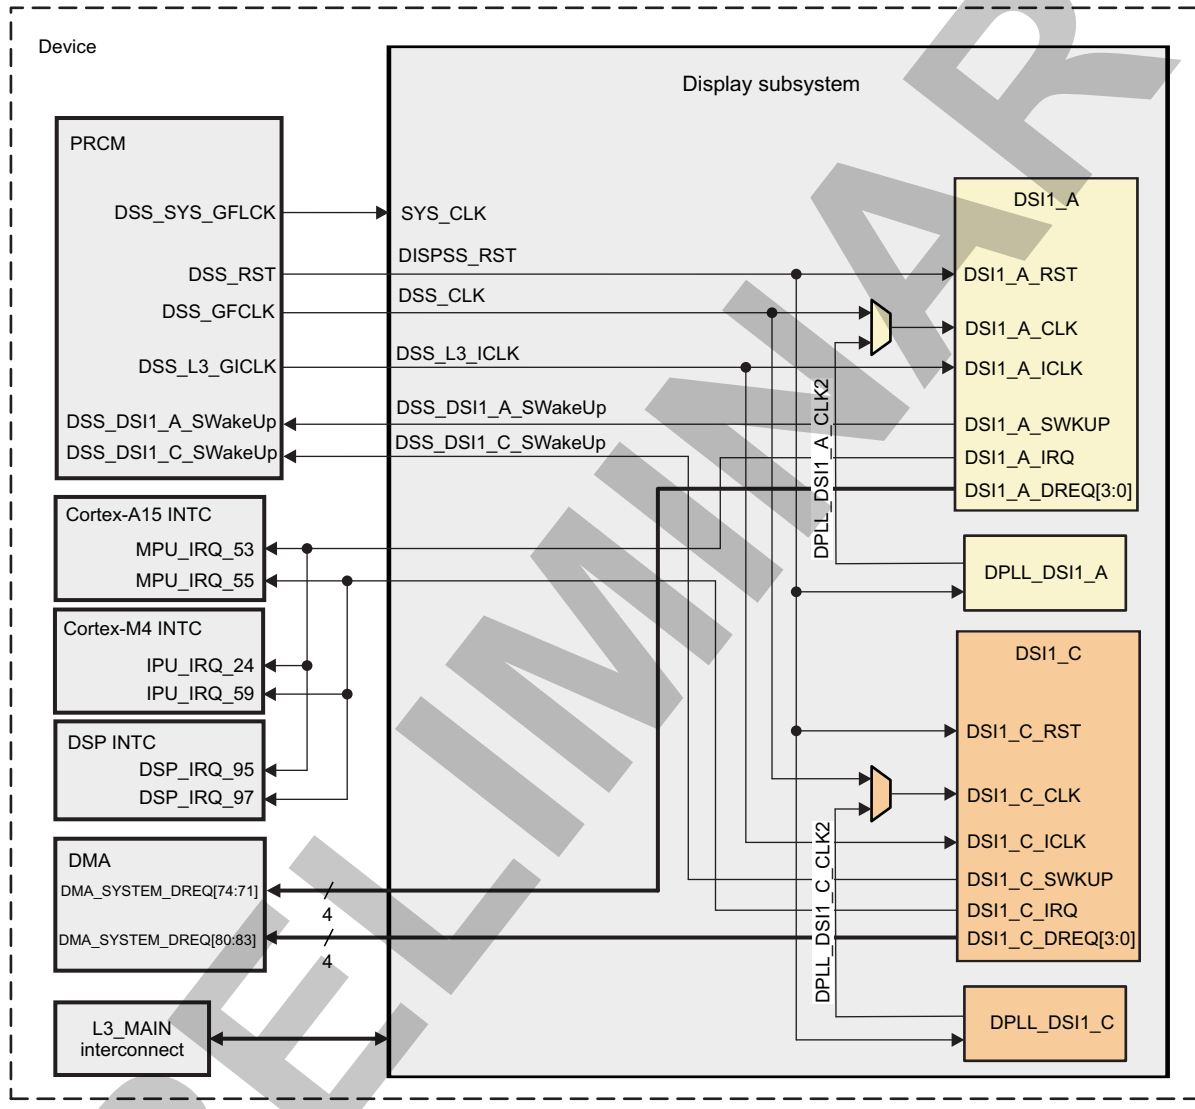 Device
Display subsystem
PRCM
DSS_SYS_GFLCK
DSS_RST
DSS_GFCLK
DSS_L3_GICLK
DSS_DSI1_A_SWakeUp
DSS_DSI1_C_SWakeUp
SYS_CLK
DISPSS_RST
DSS_CLK
DSS_L3_ICLK
DSS_DSI1_A_SWakeUp
DSS_DSI1_C_SWakeUp
DSI1_A
DSI1_A_RST
DSI1_A_CLK
DSI1_A_ICLK
DSI1_A_SWKUP
DSI1_A_IRQ
DSI1_A_DREQ[3:0]
DPLL_DSI1_A_CLK2
DPLL_DSI1_A
Cortex-A15 INTC
MPU_IRQ_53
MPU_IRQ_55
Cortex-M4 INTC
IPU_IRQ_24
IPU_IRQ_59
DSP INTC
DSP_IRQ_95
DSP_IRQ_97
DMA
DMA_SYSTEM_DREQ[74:71]
4
DMA_SYSTEM_DREQ[80:83]
4
L3_MAIN
interconnect
DSI1_C
DSI1_C_RST
DSI1_C_CLK
DSI1_C_ICLK
DSI1_C_SWKUP
DSI1_C_IRQ
DSI1_C_DREQ[3:0]
DPLL_DSI1_C_CLK2
DPLL_DSI1_C
PRELIMINAR